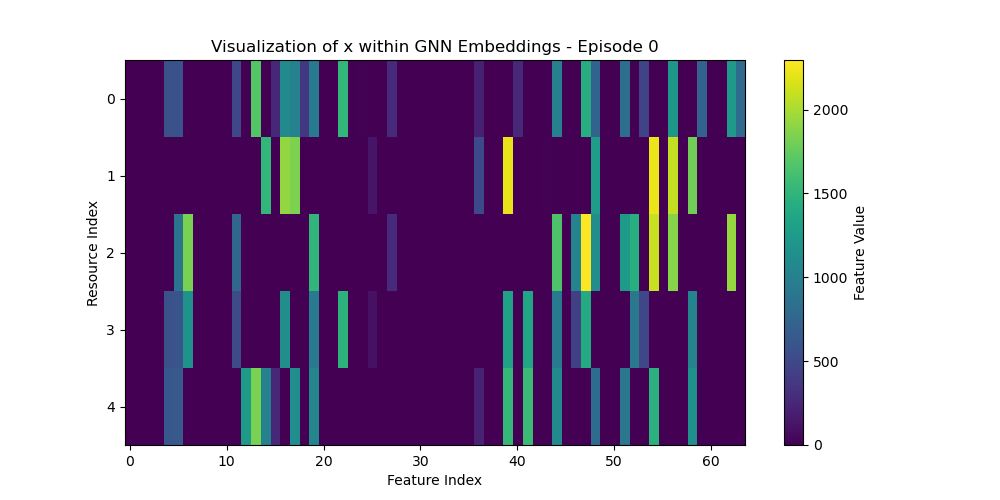 Visualization of x within GNN Embeddings - Episode 0
Resource Index
0
1
2
3
4
0 10 20 30 40 50 60
Feature Index
2000
1500
1000
500
0
Feature Value